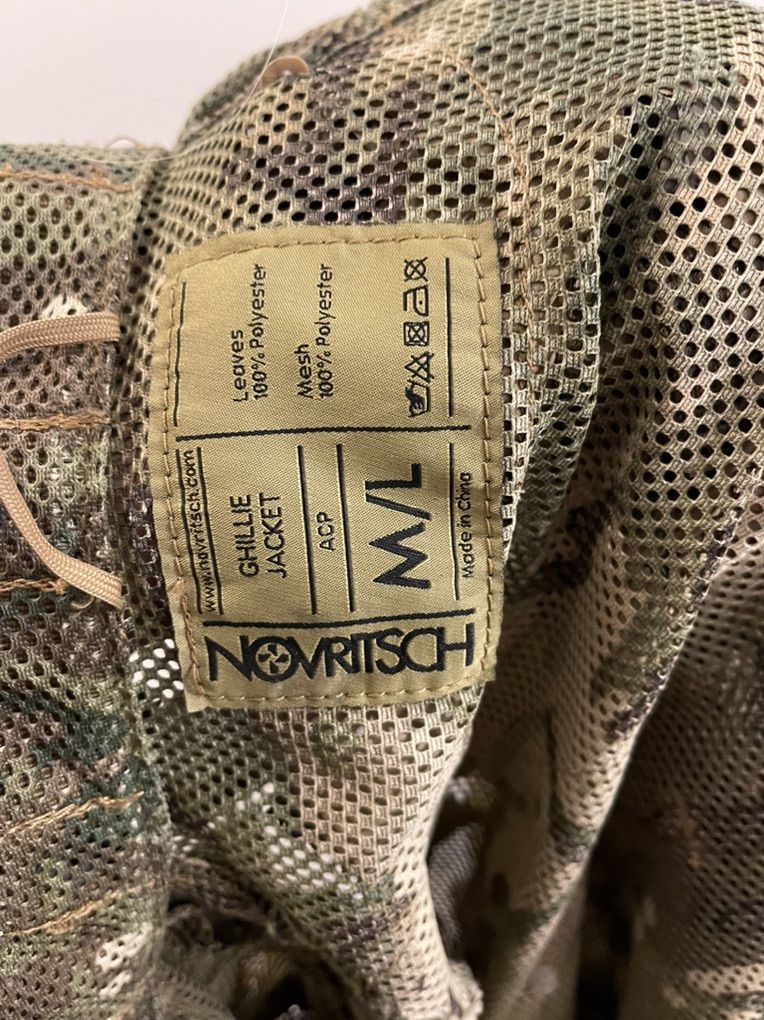 Leaves
100% Polyester
Mesh
100% Polyester
www.novritsch.com
GHILLIE
JACKET
ACP
M/L
Made in China
NOVRITSCH